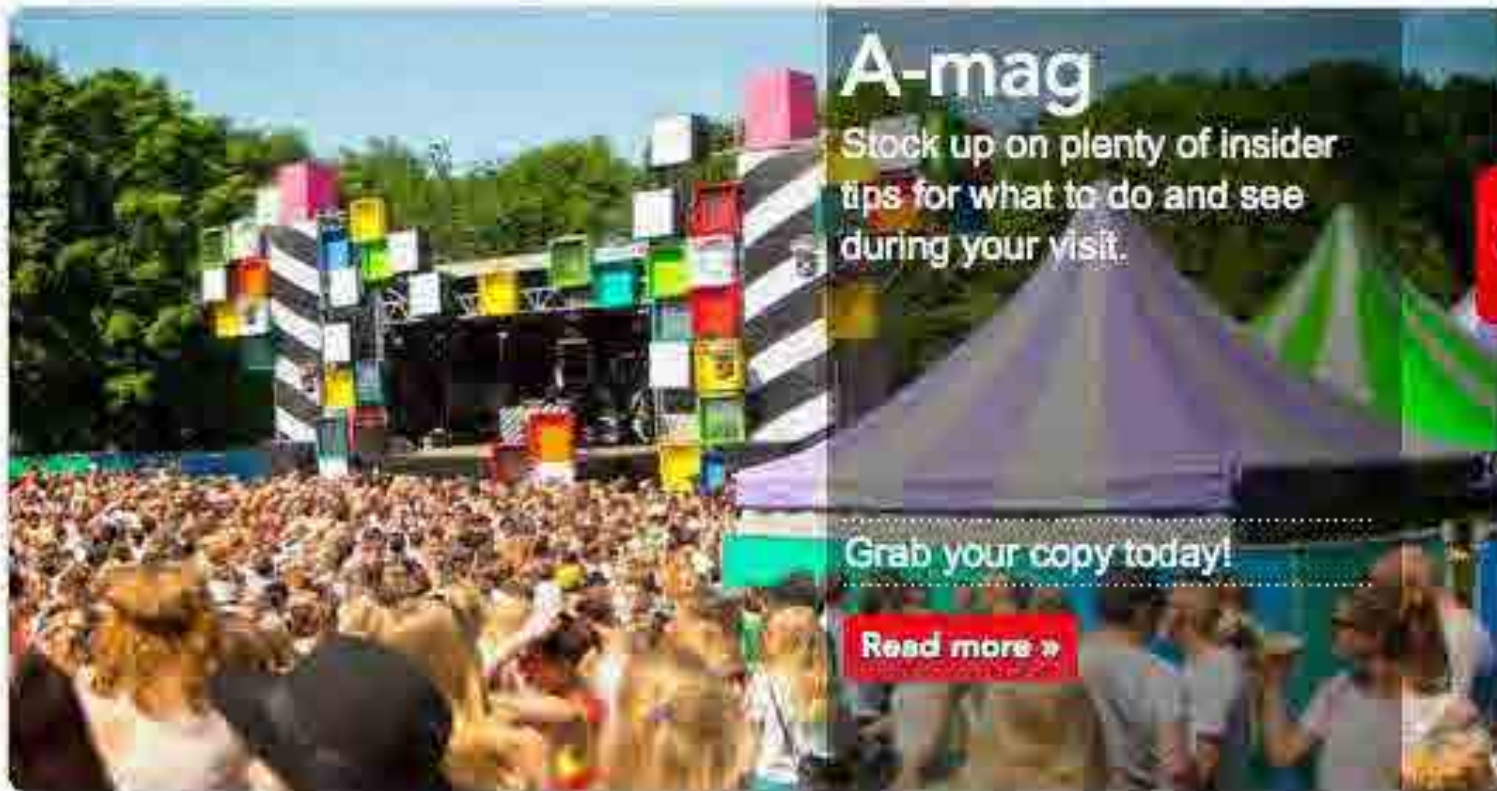 A-mag
Stock up on plenty of insider
tips for what to do and see
during your visit.
Grab your copy today!
Read more »